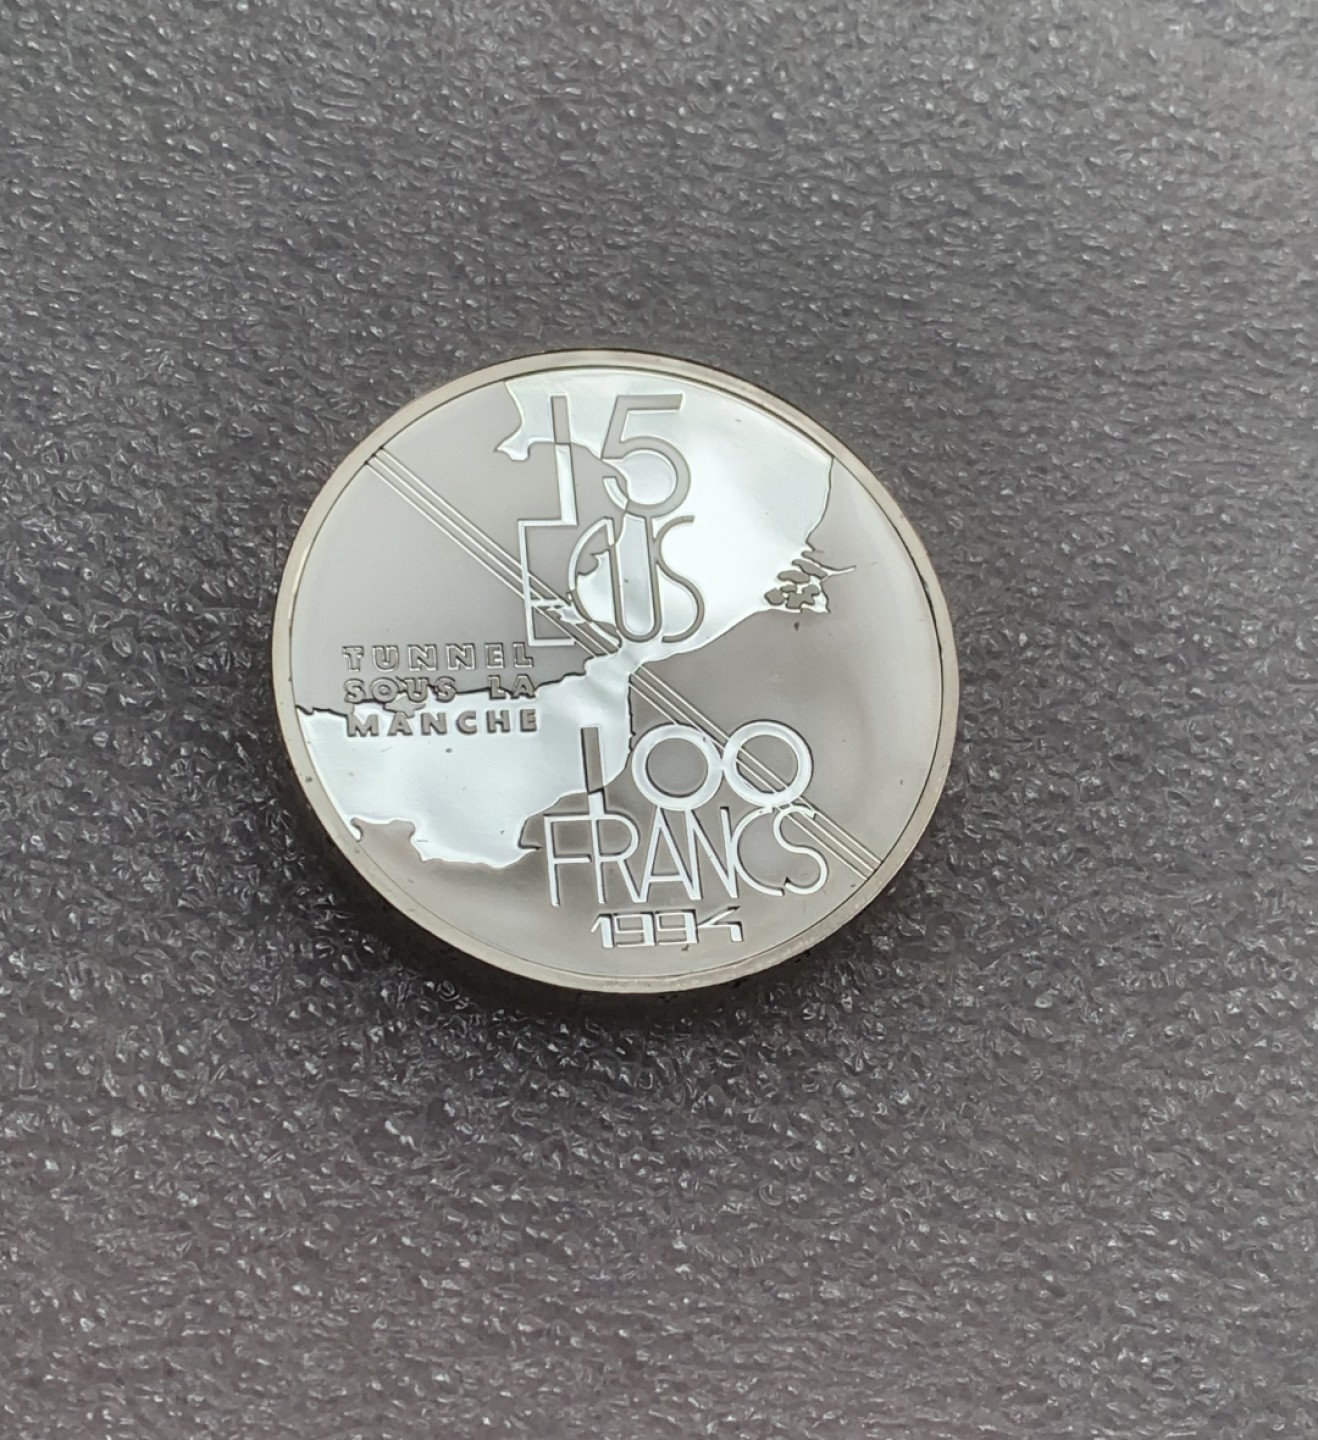 15
ECUS
TUNNEL
SOUS LA
MANCHE
100
FRANCS
1994